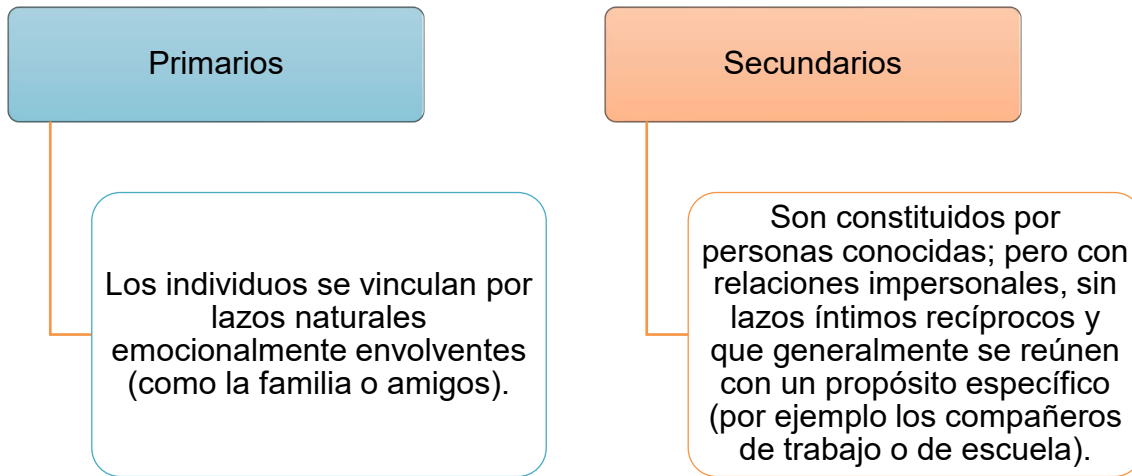 Primarios
Los individuos se vinculan por
lazos naturales
emocionalmente envolventes
(como la familia o amigos).
Secundarios
Son constituidos por
personas conocidas; pero con
relaciones impersonales, sin
lazos íntimos recíprocos y
que generalmente se reúnen
con un propósito específico
(por ejemplo los compañeros
de trabajo o de escuela).